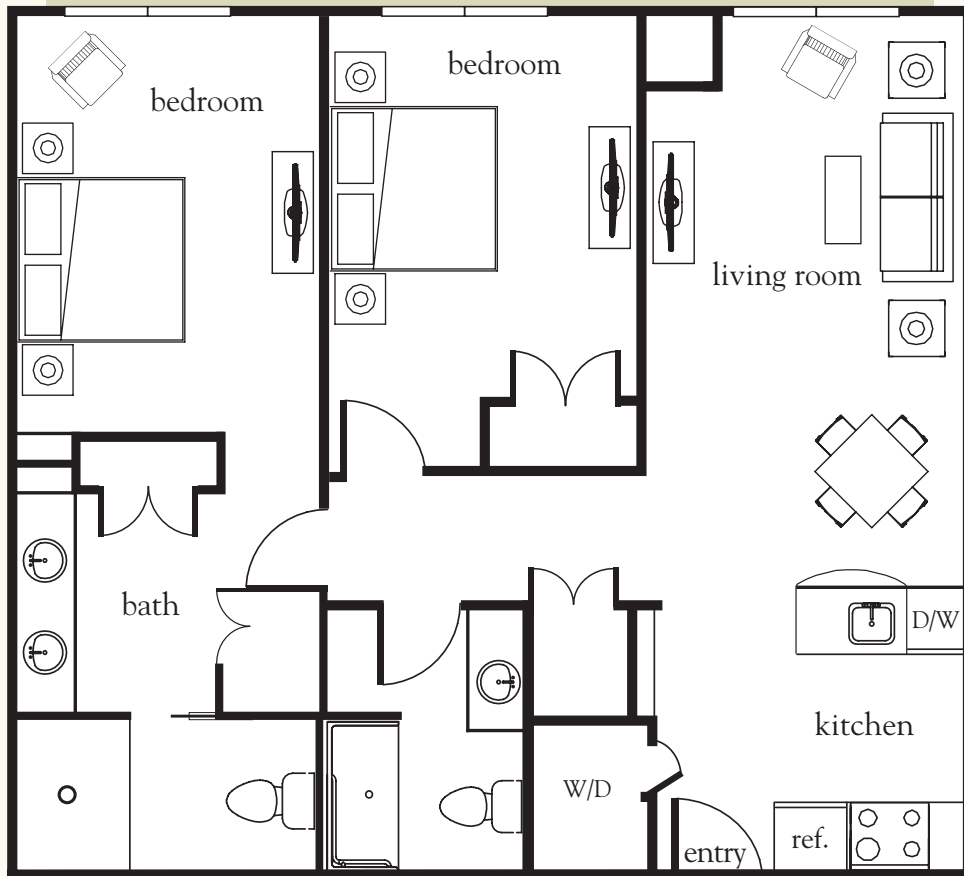 bedroom
bedroom
living room
bath
D/W
kitchen
W/D
ref.
entry